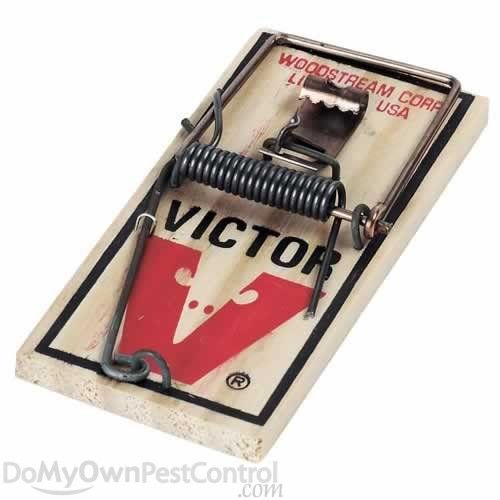 WOODSTREAM CORP.
USA
VICTOR
®
DoMyOwnPestControl
.com